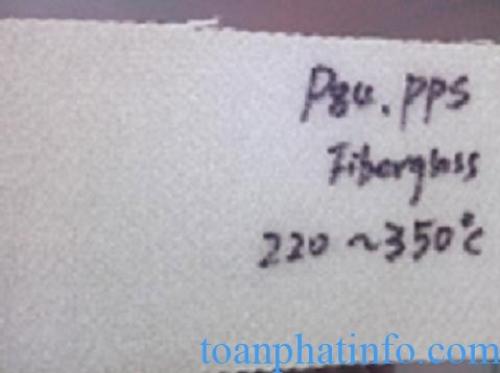 P84.PPS
Fiberglass
220~350°C
toanphatinfo.com